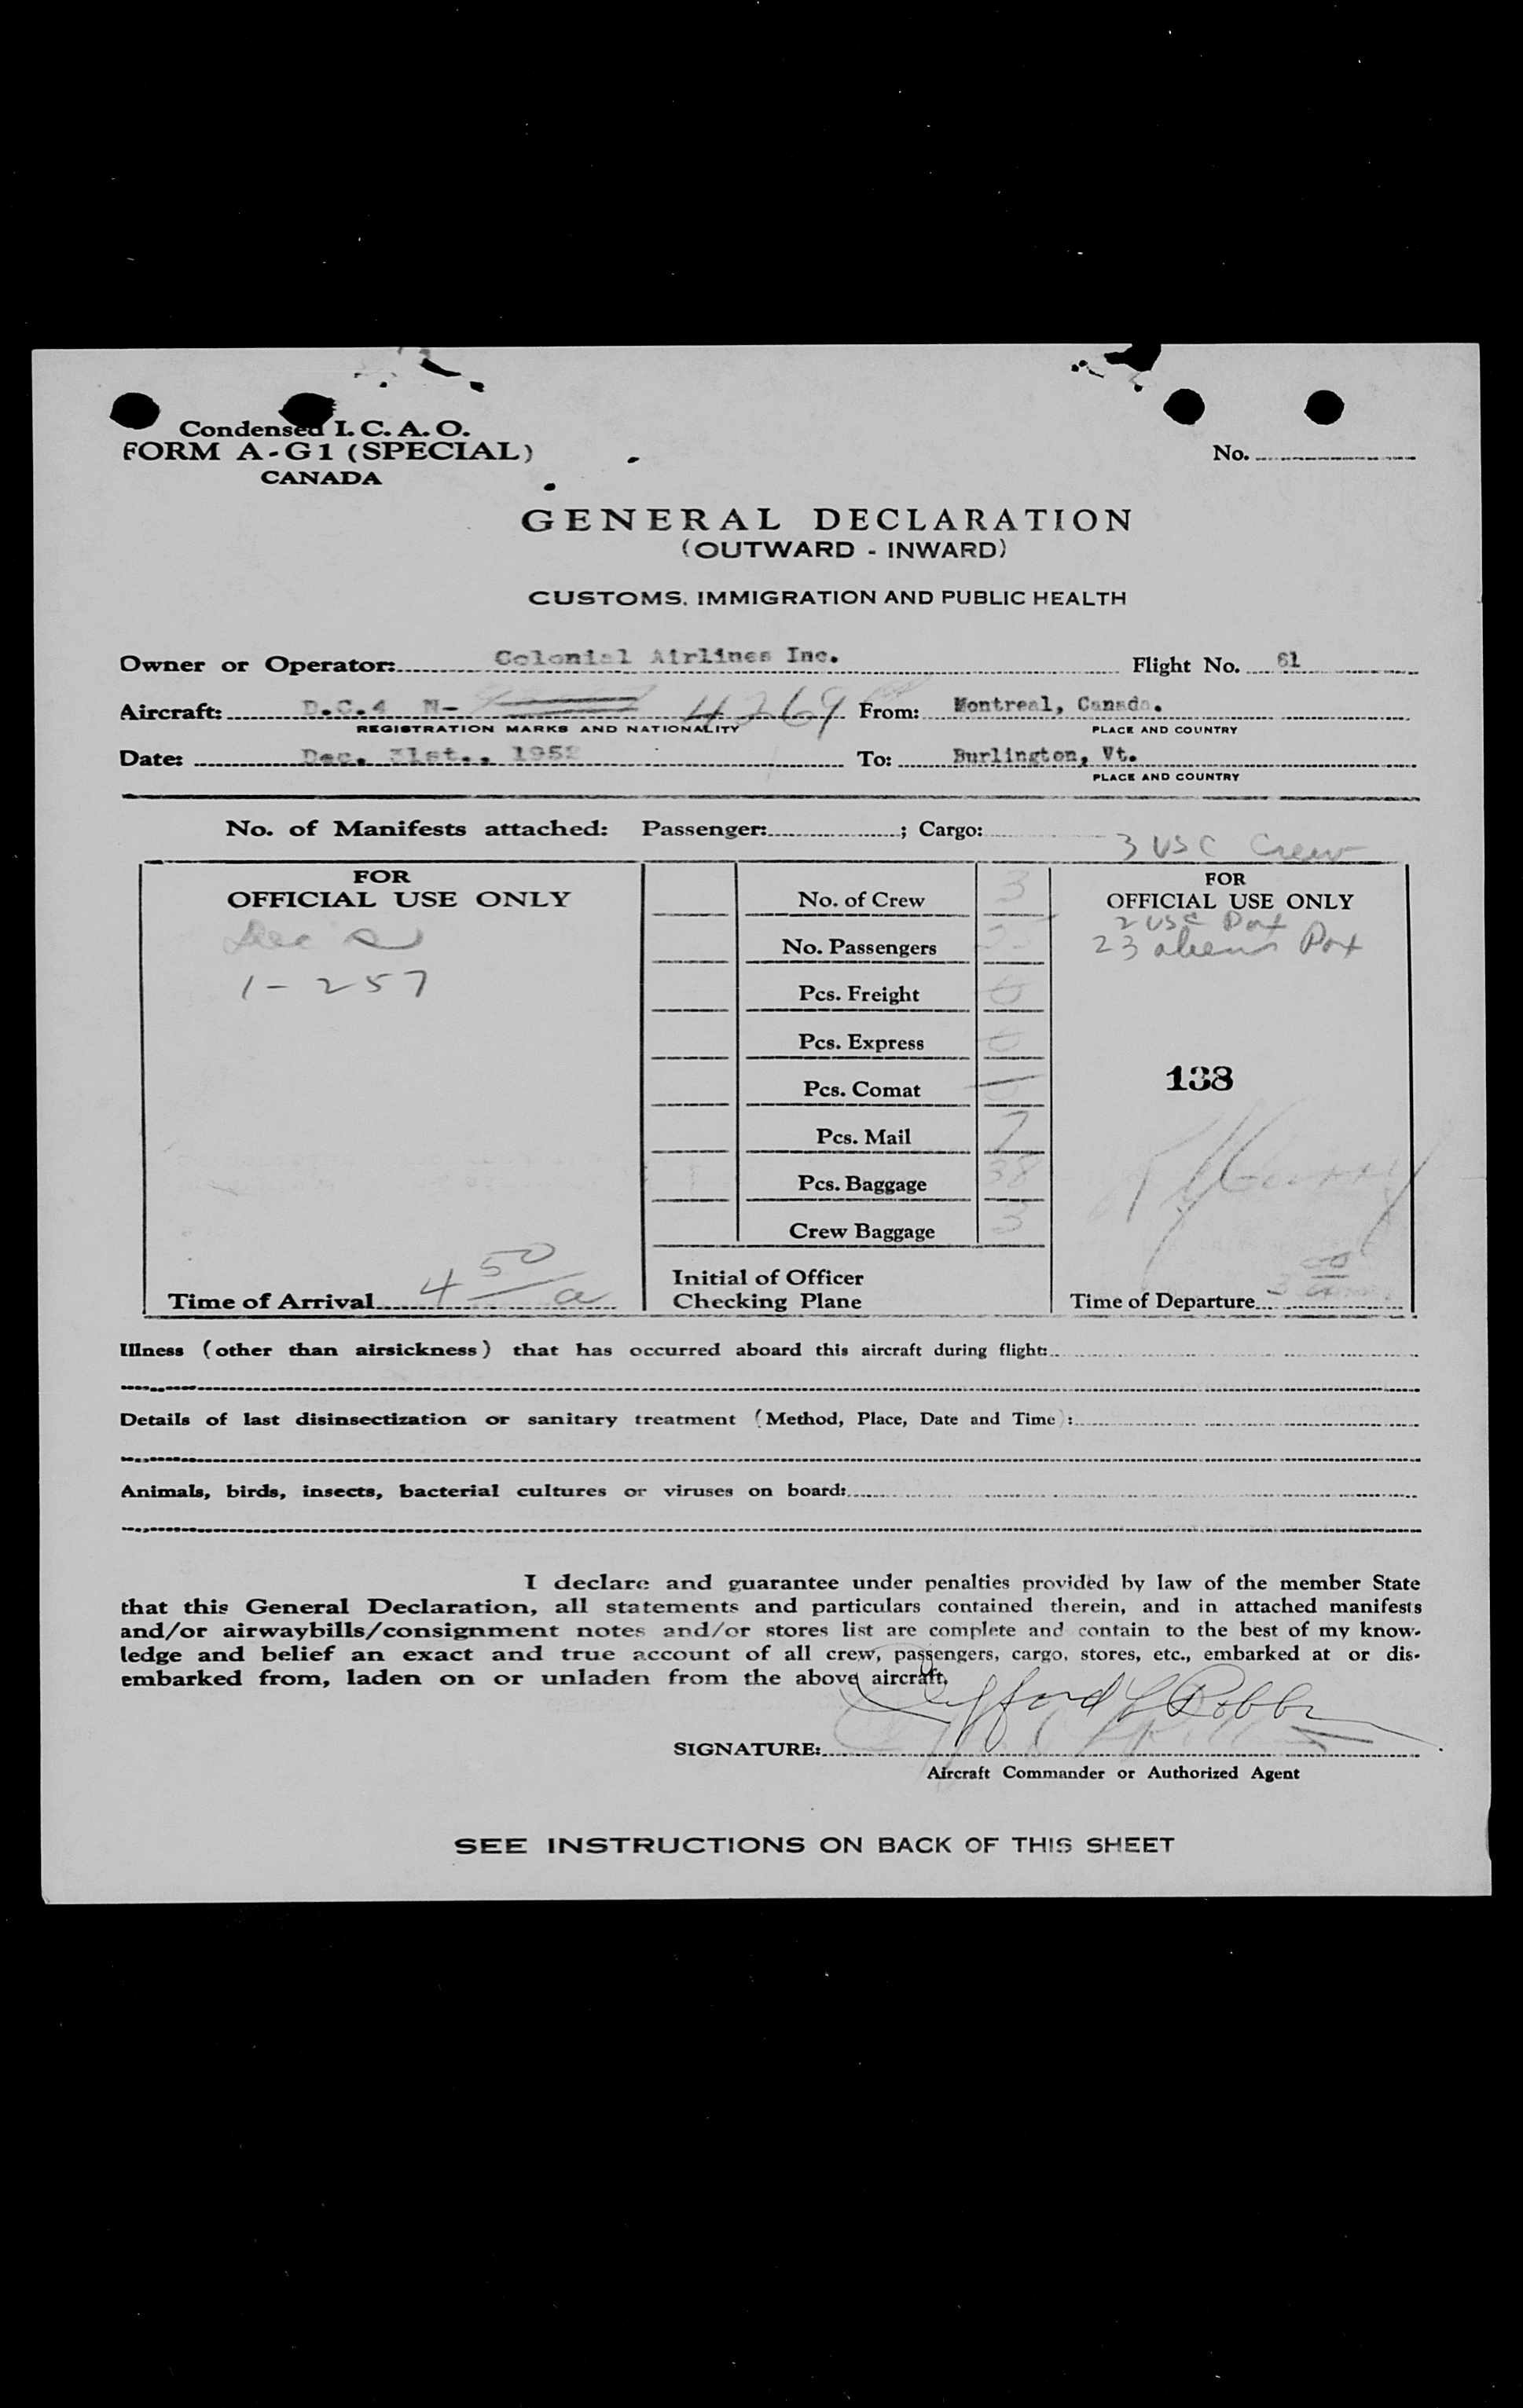 Condensed I. C. A. O.
FORM A-G1 (SPECIAL)
CANADA
No.
GENERAL DECLARATION
(OUTWARD - INWARD)
CUSTOMS. IMMIGRATION AND PUBLIC HEALTH
Owner or Operator: Colonial Airlines Inc. Flight No. 61
Aircraft: D.C.4 N- 4269 From: Montreal, Canada.
REGISTRATION MARKS AND NATIONALITY PLACE AND COUNTRY
Date: Dec. 31st., 1952 To: Burlington, Vt.
PLACE AND COUNTRY
No. of Manifests attached: Passenger: ; Cargo:
3 USC Crew
FOR
OFFICIAL USE ONLY
Dec
1-257
Time of Arrival 4 50 a
No. of Crew 3
No. Passengers
Pcs. Freight 0
Pcs. Express 0
Pcs. Comat
Pcs. Mail 7
Pcs. Baggage 38
Crew Baggage 3
Initial of Officer
Checking Plane
FOR
OFFICIAL USE ONLY
2 USC
23 aliens
138
Time of Departure 3 00
Illness (other than airsickness) that has occurred aboard this aircraft during flight:
Details of last disinsectization or sanitary treatment (Method, Place, Date and Time):
Animals, birds, insects, bacterial cultures or viruses on board:
I declare and guarantee under penalties provided by law of the member State
that this General Declaration, all statements and particulars contained therein, and in attached manifests
and/or airwaybills/consignment notes and/or stores list are complete and contain to the best of my know-
ledge and belief an exact and true account of all crew, passengers, cargo, stores, etc., embarked at or dis-
embarked from, laden on or unladen from the above aircraft.
Clifford L Robb
SIGNATURE:
Aircraft Commander or Authorized Agent
SEE INSTRUCTIONS ON BACK OF THIS SHEET